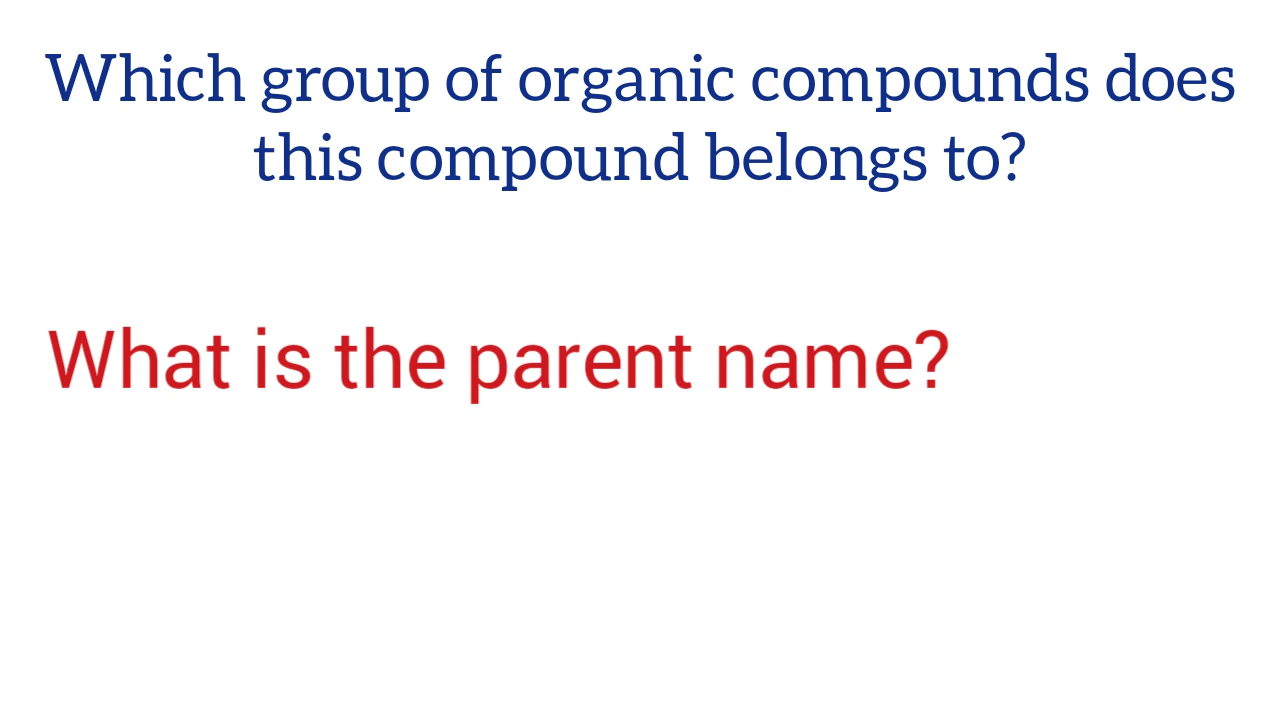 Which group of organic compounds does
this compound belongs to?
What is the parent name?